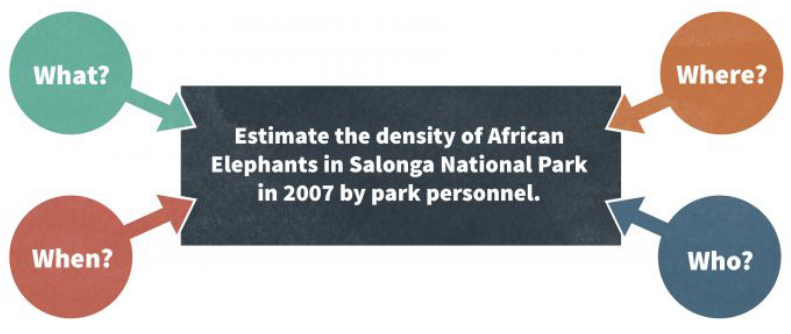 What?
Where?
Estimate the density of African
Elephants in Salonga National Park
in 2007 by park personnel.
When?
Who?